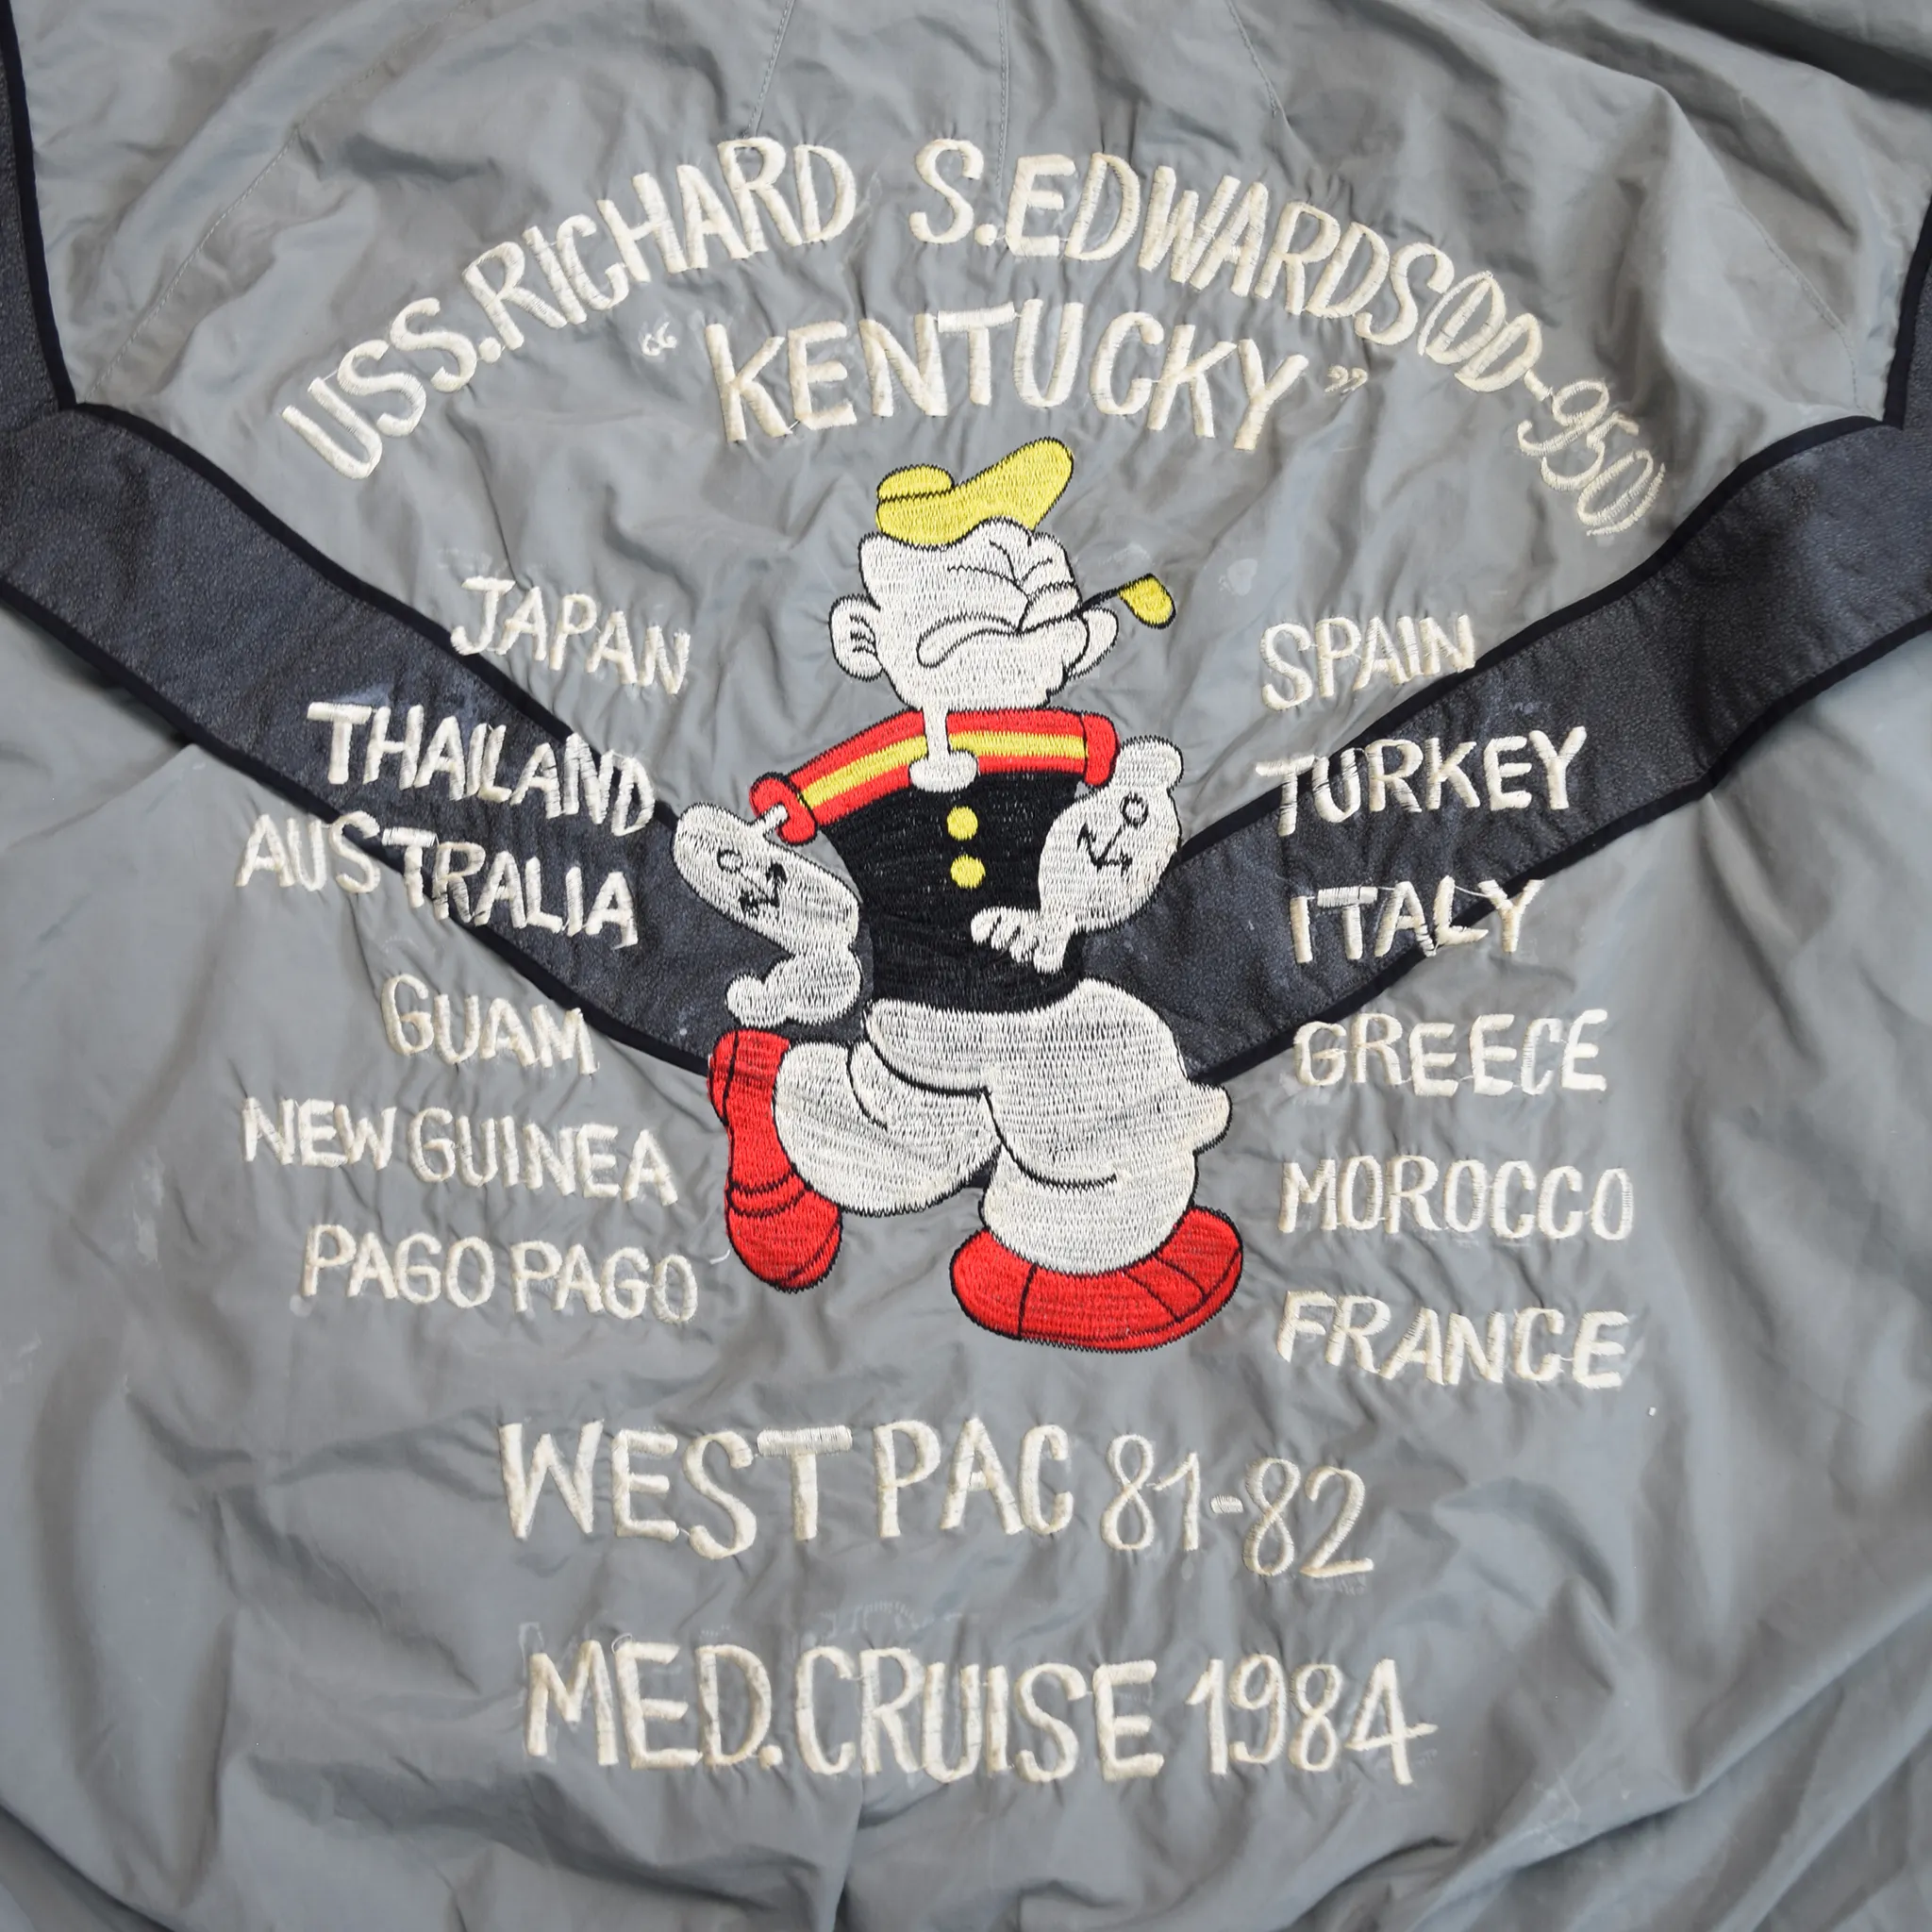 USS.RICHARD S.EDWARDS(DD-950)
"KENTUCKY"
JAPAN
THAILAND
AUSTRALIA
GUAM
NEW GUINEA
PAGO PAGO
SPAIN
TURKEY
ITALY
GREECE
MOROCCO
FRANCE
WEST PAC 81-82
MED.CRUISE 1984